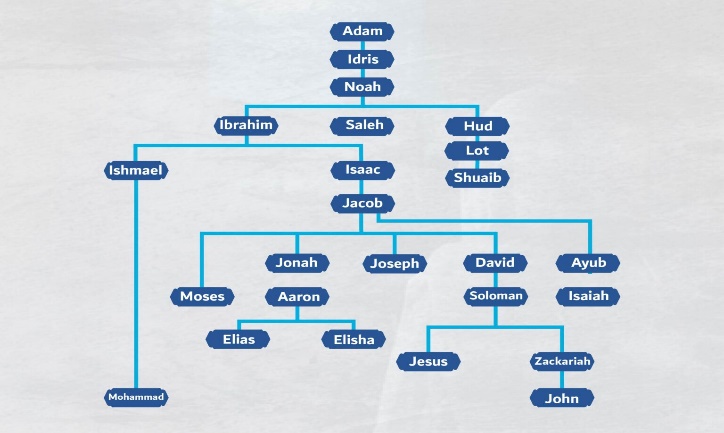 Adam
Idris
Noah
Ibrahim
Saleh
Hud
Lot
Ishmael
Isaac
Shuaib
Jacob
Jonah
Joseph
David
Ayub
Moses
Aaron
Soloman
Isaiah
Elias
Elisha
Jesus
Zackariah
Mohammad
John